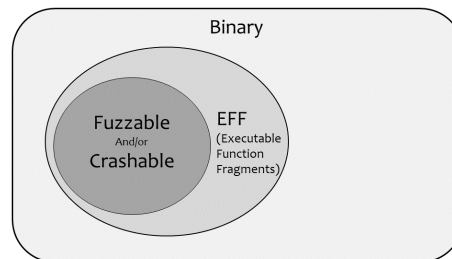 Binary
Fuzzable
And/or
Crashable
EFF
(Executable
Function
Fragments)